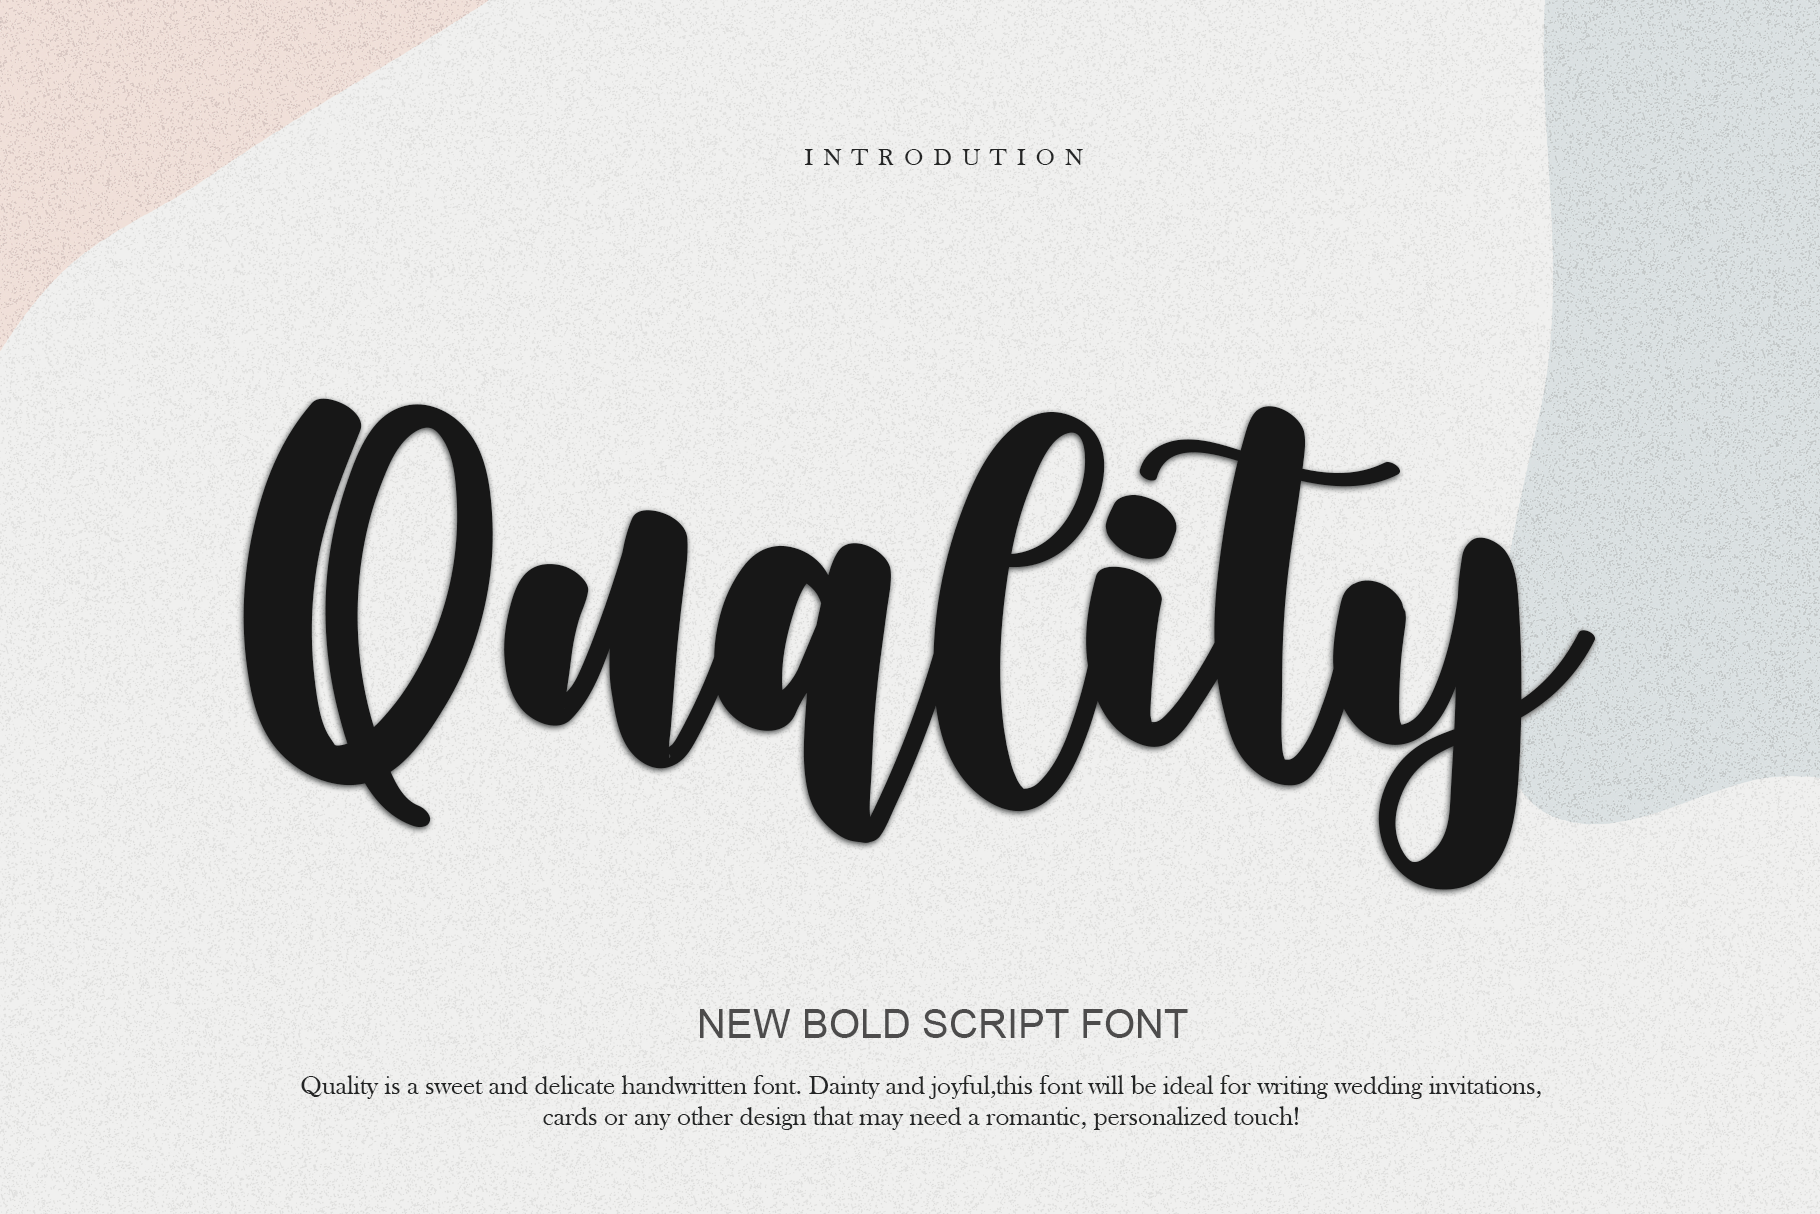 INTRODUTION
Quality
NEW BOLD SCRIPT FONT
Quality is a sweet and delicate handwritten font. Dainty and joyful,this font will be ideal for writing wedding invitations,
cards or any other design that may need a romantic, personalized touch!